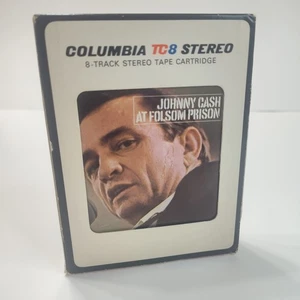 COLUMBIA TC8 STEREO
8-TRACK STEREO TAPE CARTRIDGE
JOHNNY CASH
AT FOLSOM PRISON